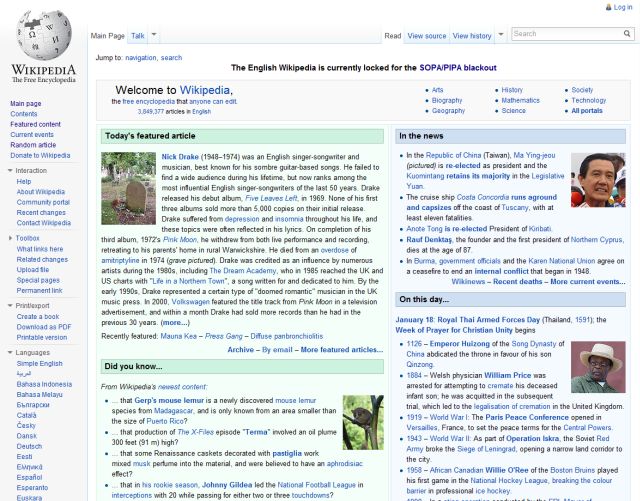 Log in
Main Page
Talk
Read
View source
View history
Search
WIKIPEDIA
The Free Encyclopedia
Main page
Contents
Featured content
Current events
Random article
Donate to Wikipedia
Interaction
Help
About Wikipedia
Community portal
Recent changes
Contact Wikipedia
Toolbox
What links here
Related changes
Upload file
Special pages
Permanent link
Print/export
Create a book
Download as PDF
Printable version
Languages
Simple English
العربية
Bahasa Indonesia
Bahasa Melayu
Български
Català
Česky
Dansk
Deutsch
Eesti
Ελληνικά
Español
Esperanto
Jump to: navigation, search
The English Wikipedia is currently locked for the SOPA/PIPA blackout
Welcome to Wikipedia,
the free encyclopedia that anyone can edit.
3,849,377 articles in English
Arts
Biography
Geography
History
Mathematics
Science
Society
Technology
All portals
Today's featured article
Nick Drake (1948–1974) was an English singer-songwriter and
musician, best known for his sombre guitar-based songs. He failed to
find a wide audience during his lifetime, but now ranks among the
most influential English singer-songwriters of the last 50 years. Drake
released his debut album, Five Leaves Left, in 1969. None of his first
three albums sold more than 5,000 copies on their initial release.
Drake suffered from depression and insomnia throughout his life, and
these topics were often reflected in his lyrics. On completion of his
third album, 1972's Pink Moon, he withdrew from both live performance and recording,
retreating to his parents' home in rural Warwickshire. He died from an overdose of
amitriptyline in 1974 (grave pictured). Drake was credited as an influence by numerous
artists during the 1980s, including The Dream Academy, who in 1985 reached the UK and
US charts with "Life in a Northern Town", a song written for and dedicated to him. By the
early 1990s, Drake represented a certain type of "doomed romantic" musician in the UK
music press. In 2000, Volkswagen featured the title track from Pink Moon in a television
advertisement, and within a month Drake had sold more records than he had in the
previous 30 years. (more...)
Recently featured: Mauna Kea – Press Gang – Diffuse panbronchiolitis
Archive – By email – More featured articles...
Did you know...
From Wikipedia's newest content:
... that Gerp's mouse lemur is a newly discovered mouse lemur
species from Madagascar, and is only known from an area smaller than
the size of Puerto Rico?
... that production of The X-Files episode "Terma" involved an oil plume
300 feet (91 m) high?
... that some Renaissance caskets decorated with pastiglia work
mixed musk perfume into the material, and were believed to have an aphrodisiac
effect?
... that in his rookie season, Johnny Gildea led the National Football League in
interceptions with 20 while passing for either two or three touchdowns?
In the news
In the Republic of China (Taiwan), Ma Ying-jeou
(pictured) is re-elected as president and the
Kuomintang retains its majority in the Legislative
Yuan.
The cruise ship Costa Concordia runs aground
and capsizes off the coast of Tuscany, with at
least eleven fatalities.
Anote Tong is re-elected President of Kiribati.
Rauf Denktaş, the founder and the first president of Northern Cyprus,
dies at the age of 87.
In Burma, government officials and the Karen National Union agree
on a ceasefire to end an internal conflict that began in 1948.
Wikinews – Recent deaths – More current events...
On this day...
January 18: Royal Thai Armed Forces Day (Thailand, 1591); the
Week of Prayer for Christian Unity begins
1126 – Emperor Huizong of the Song Dynasty of
China abdicated the throne in favour of his son
Qinzong.
1884 – Welsh physician William Price was
arrested for attempting to cremate his deceased
infant son; he was acquitted in the subsequent
trial, which led to the legalisation of cremation in the United Kingdom.
1919 – World War I: The Paris Peace Conference opened in
Versailles, France, to set the peace terms for the Central Powers.
1943 – World War II: As part of Operation Iskra, the Soviet Red
Army broke the Siege of Leningrad, opening a narrow land corridor to
the city.
1958 – African Canadian Willie O'Ree of the Boston Bruins played
his first game in the National Hockey League, breaking the colour
barrier in professional ice hockey.